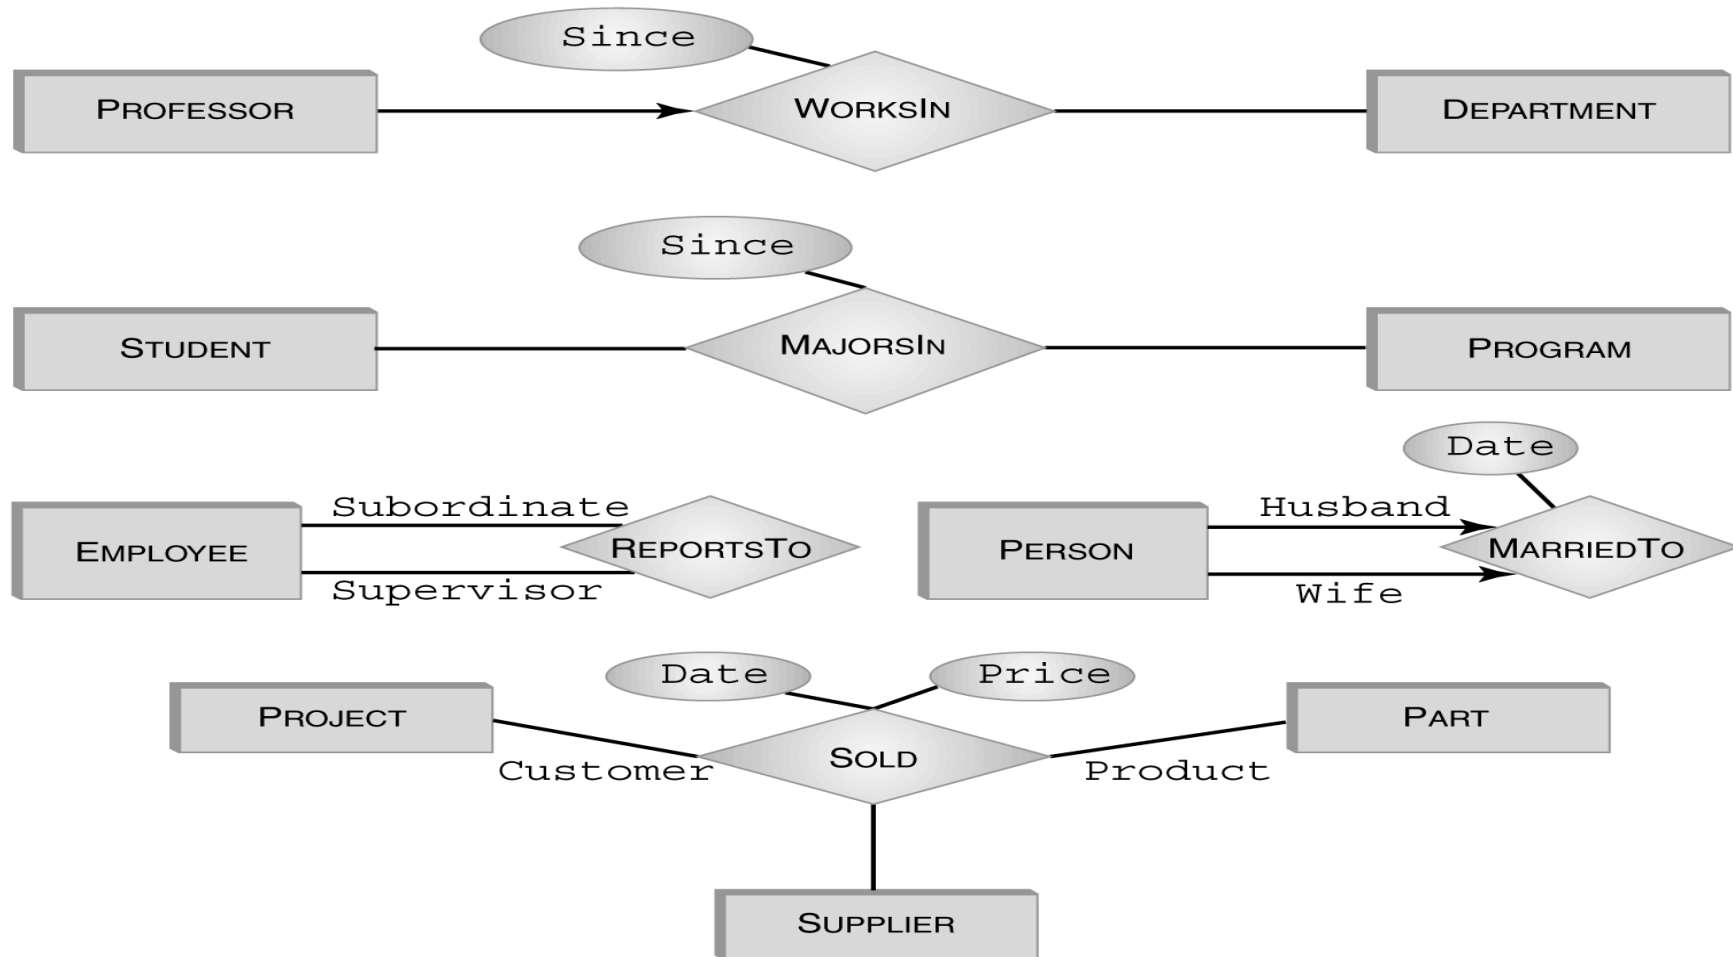 Since
PROFESSOR
WORKSIN
DEPARTMENT
Since
STUDENT
MAJORSIN
PROGRAM
Date
Subordinate
Husband
EMPLOYEE
REPORTSTO
PERSON
MARRIEDTO
Supervisor
Wife
Date
Price
PROJECT
PART
SOLD
Customer
Product
SUPPLIER